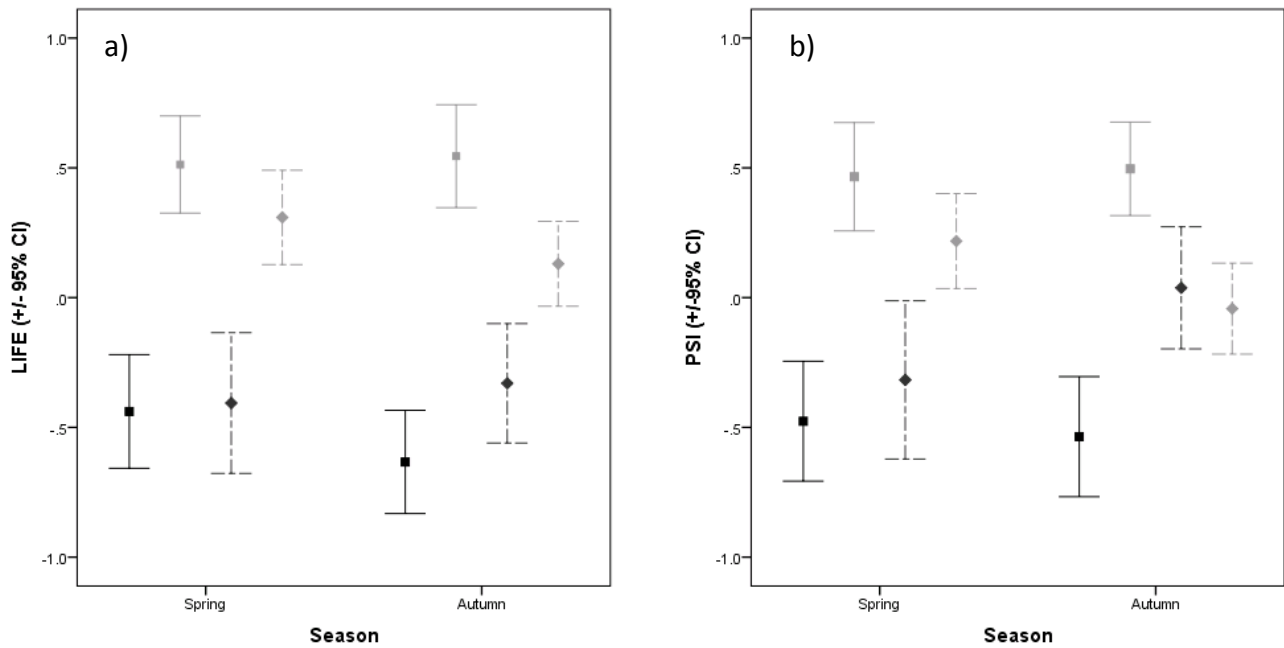 a)
1.0
.5
.0
-.5
-1.0
LIFE (+/- 95% CI)
Spring
Autumn
Season
b)
1.0
.5
.0
-.5
-1.0
PSI (+/-95% CI)
Spring
Autumn
Season